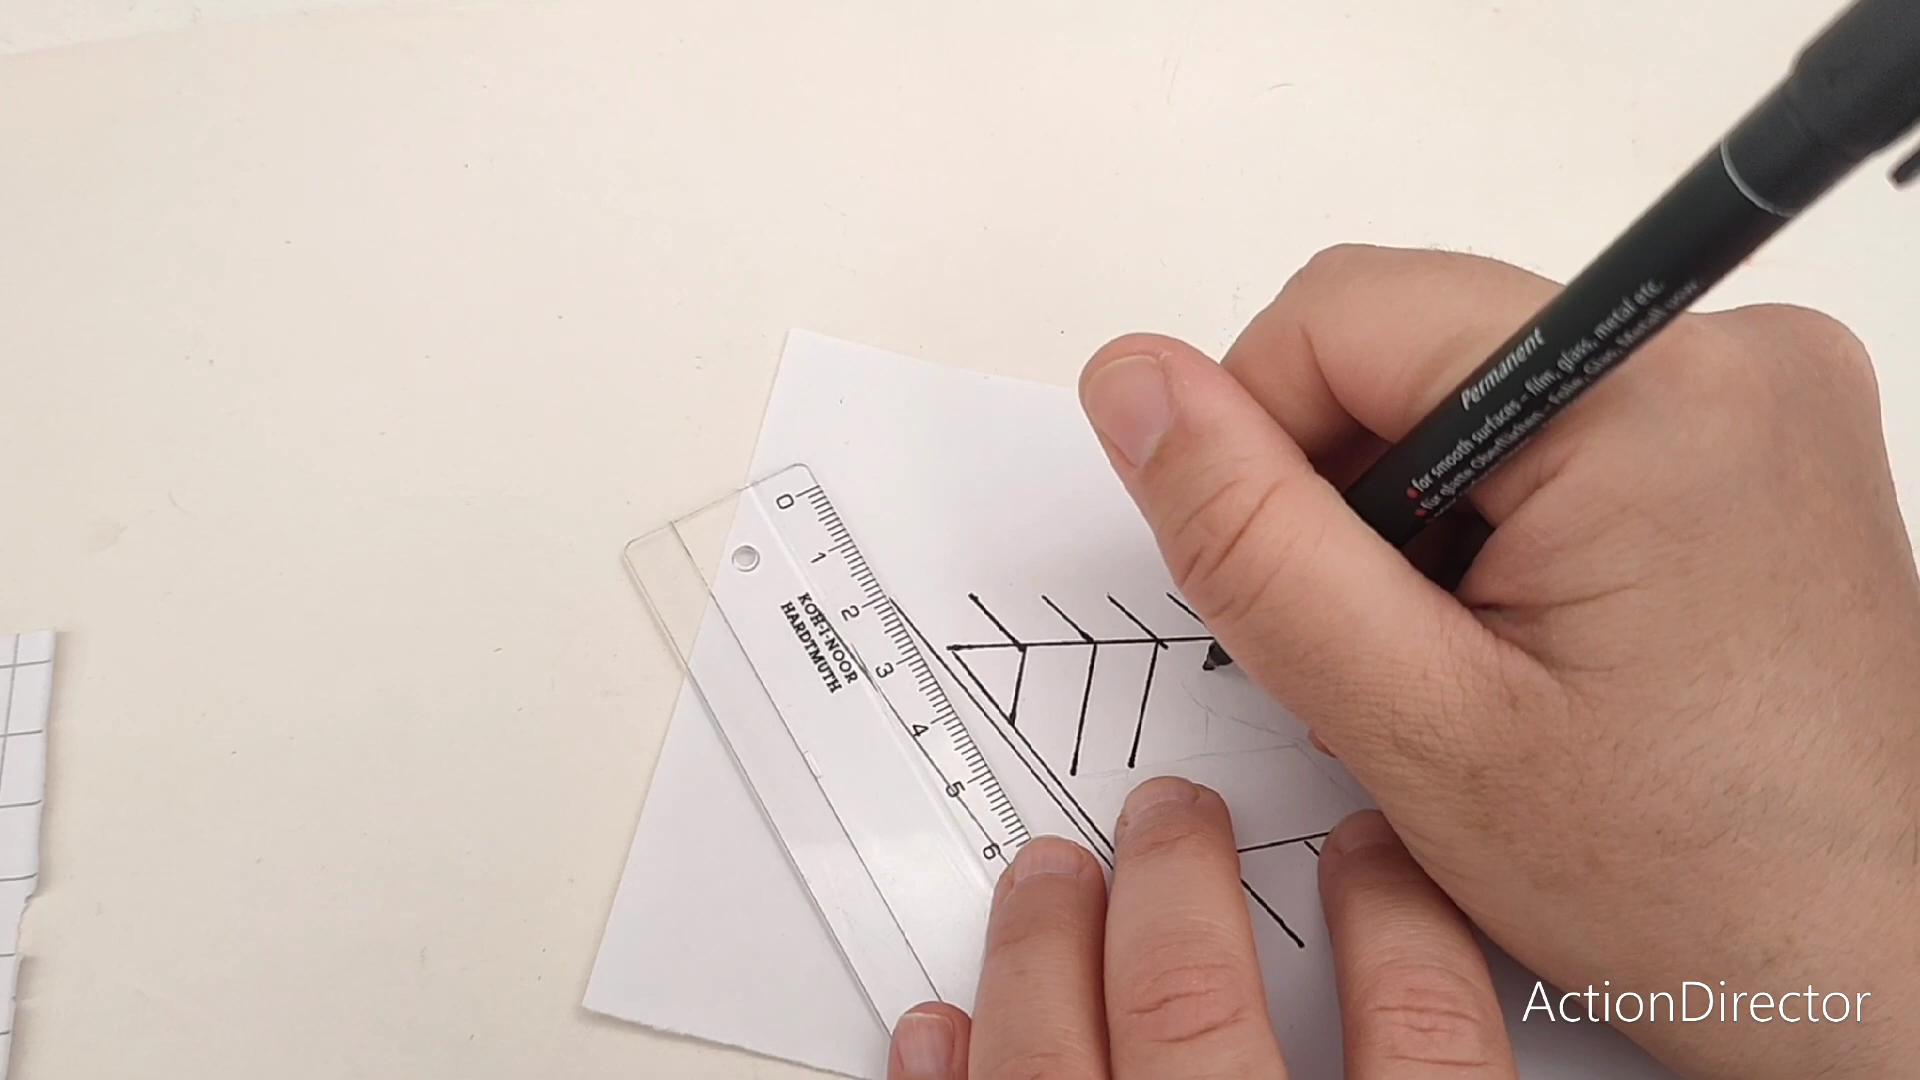 Permanent
for smooth surfaces - film, glass, metal etc.
für glatte Oberflächen - Folie, Glas, Metall usw.
0
1
2
3
4
5
6
KOH-I-NOOR
HARDTMUTH
ActionDirector